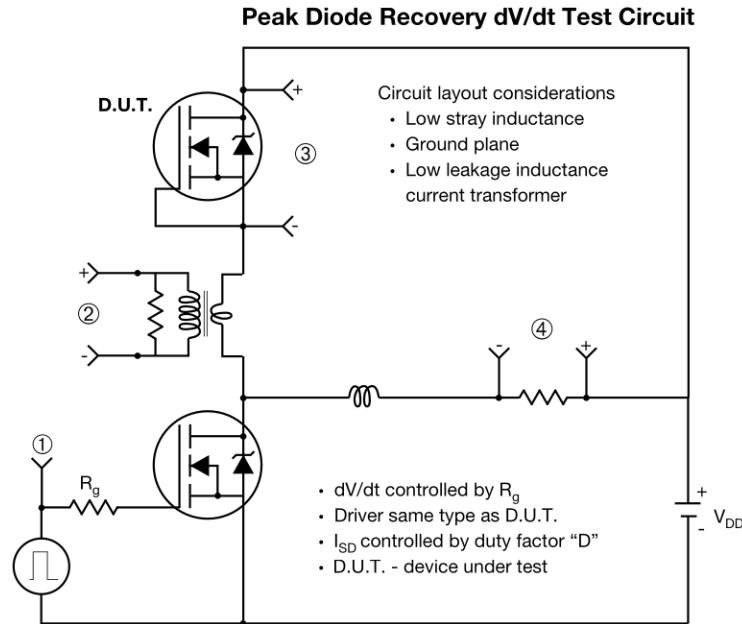 Peak Diode Recovery dV/dt Test Circuit
D.U.T.
+
③
-
Circuit layout considerations
• Low stray inductance
• Ground plane
• Low leakage inductance
current transformer
+
②
-
-
④
+
①
Rg
• dV/dt controlled by Rg
• Driver same type as D.U.T.
• ISD controlled by duty factor “D”
• D.U.T. - device under test
+
-
VDD